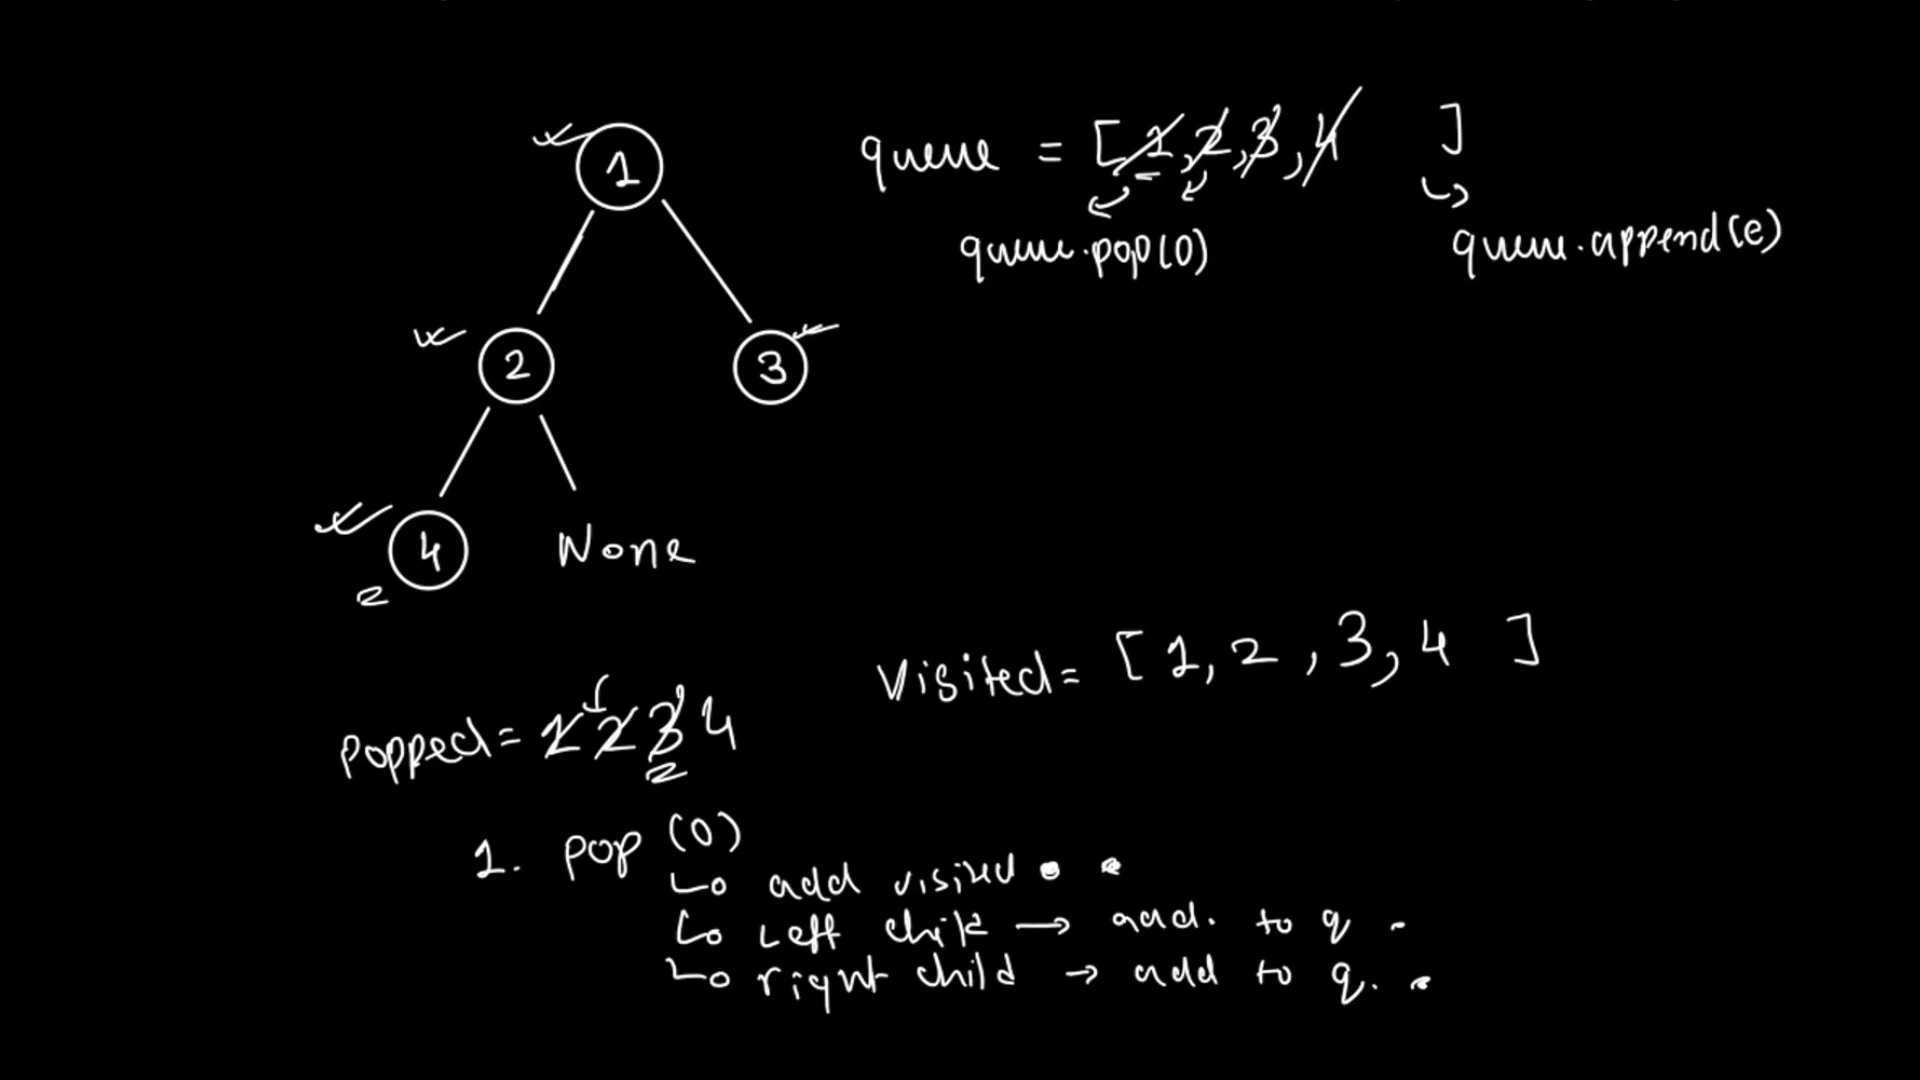 1
queue = [1, 2, 3, 4 ]
queue.pop(0)
queue.append(e)
2
3
4
None
Visited = [1, 2, 3, 4 ]
popped = 1 2 3 4
1. pop (0)
add visited
Left child → add. to q
right child → add to q.